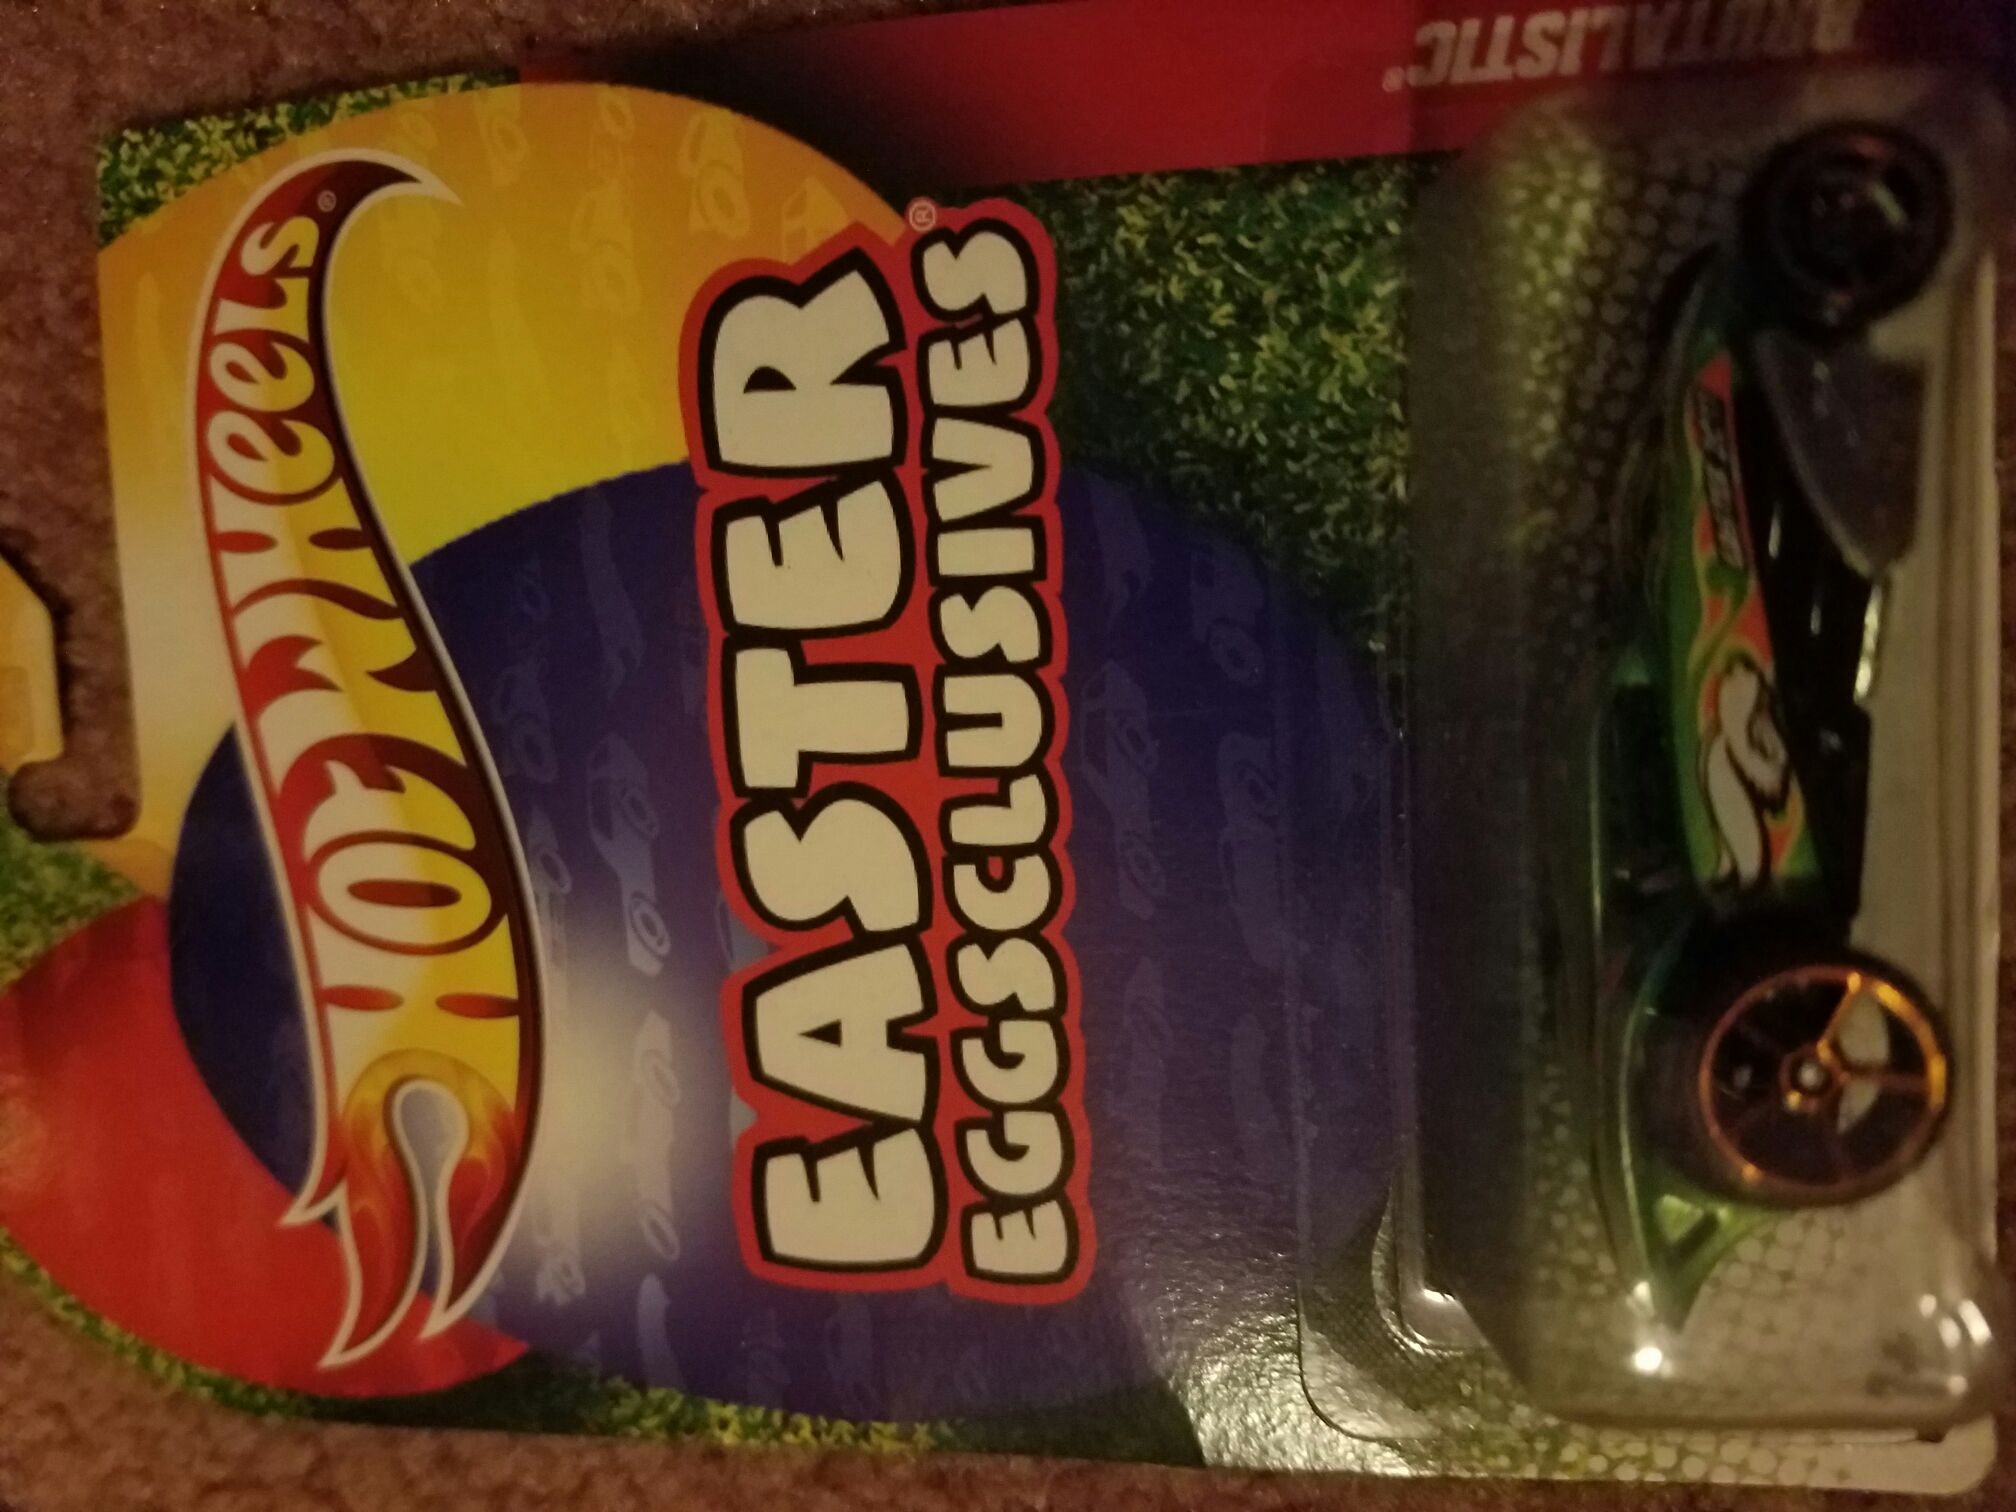 HOT WHEELS®
EASTER®
EGGSCLUSIVES
BRUTALISTIC®